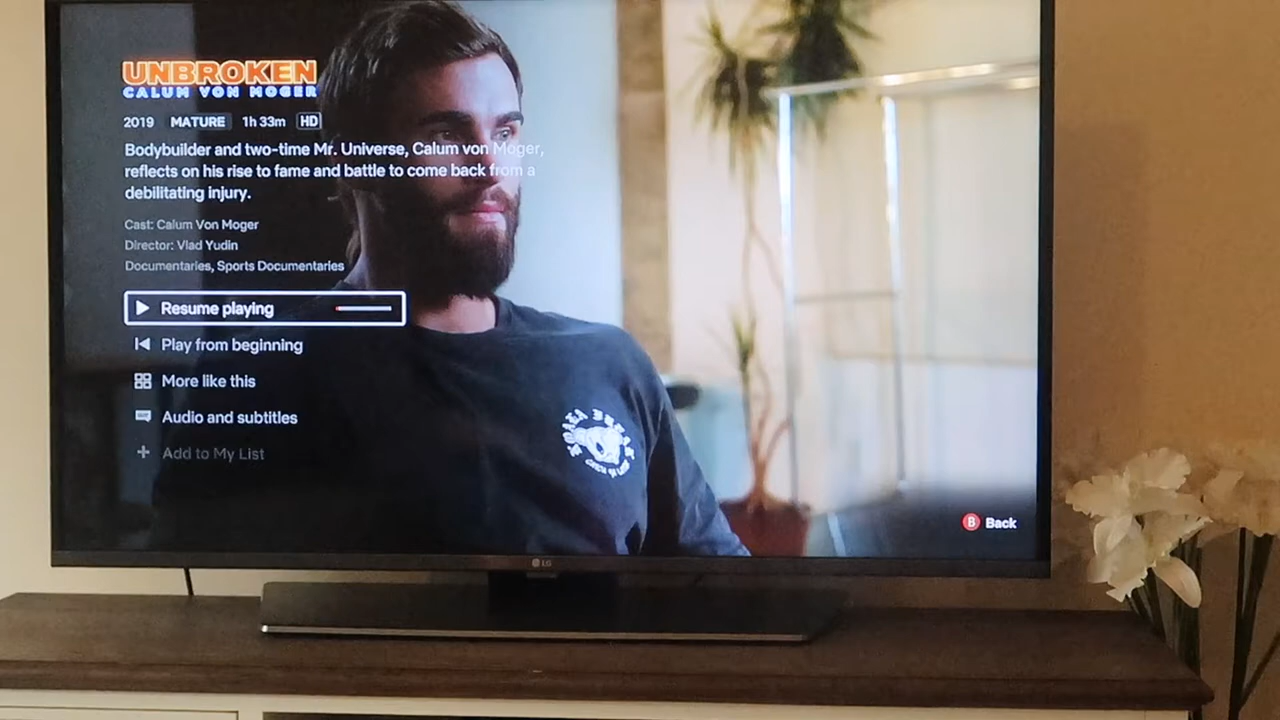 UNBROKEN
CALUM VON MOGER
2019 MATURE 1h 33m HD
Bodybuilder and two-time Mr. Universe, Calum von Moger,
reflects on his rise to fame and battle to come back from a
debilitating injury.
Cast: Calum Von Moger
Director: Vlad Yudin
Documentaries, Sports Documentaries
Resume playing
Play from beginning
More like this
Audio and subtitles
Add to My List
B Back
LG